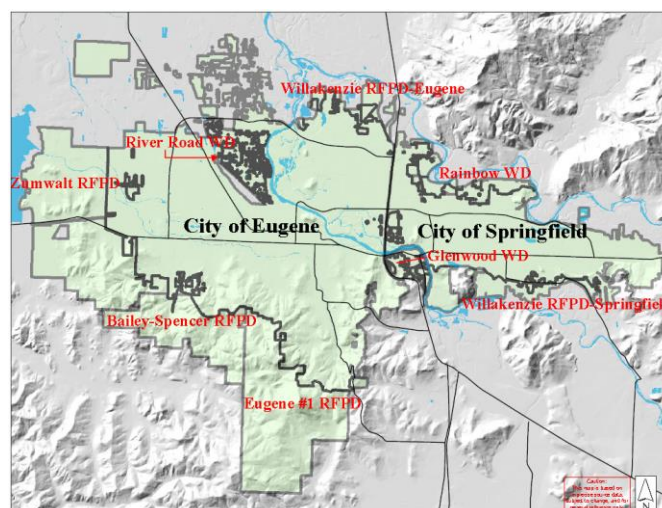 Willakenzie RFPD-Eugene
River Road WD
Rainbow WD
Zumwalt RFPD
City of Eugene
City of Springfield
Glenwood WD
Willakenzie RFPD-Springfield
Bailey-Spencer RFPD
Eugene #1 RFPD
Caution:
N